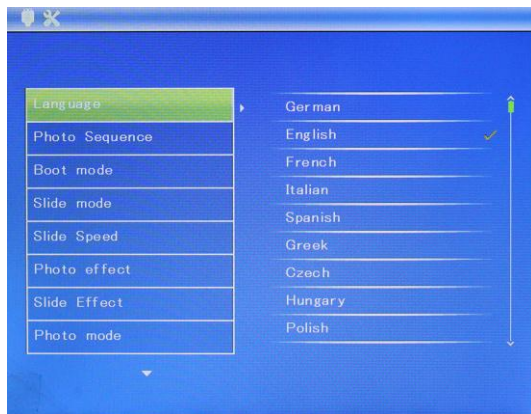 Language
Photo Sequence
Boot mode
Slide mode
Slide Speed
Photo effect
Slide Effect
Photo mode
German
English
French
Italian
Spanish
Greek
Czech
Hungary
Polish